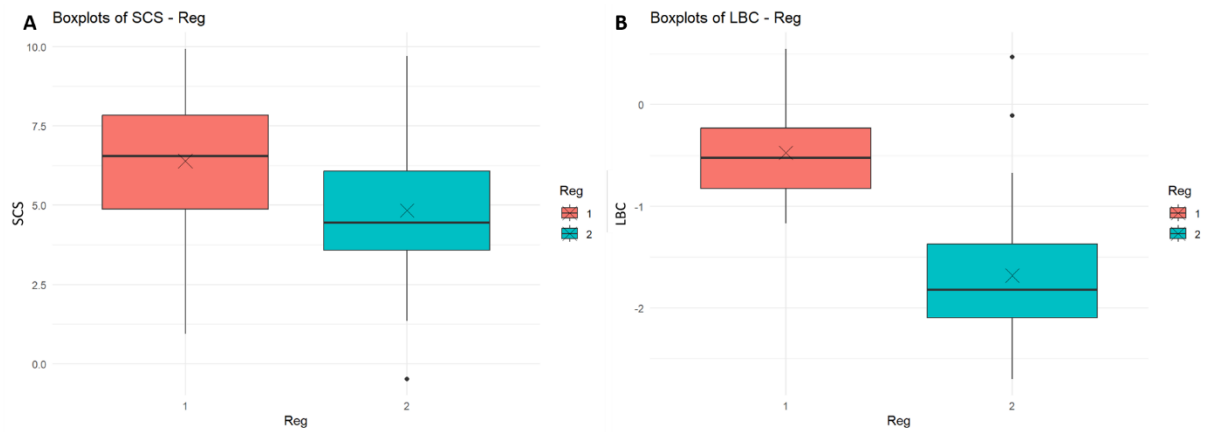 A
Boxplots of SCS - Reg
10.0
7.5
5.0
2.5
0.0
SCS
1
2
Reg
Reg
1
2
B
Boxplots of LBC - Reg
0
-1
-2
LBC
1
2
Reg
Reg
1
2